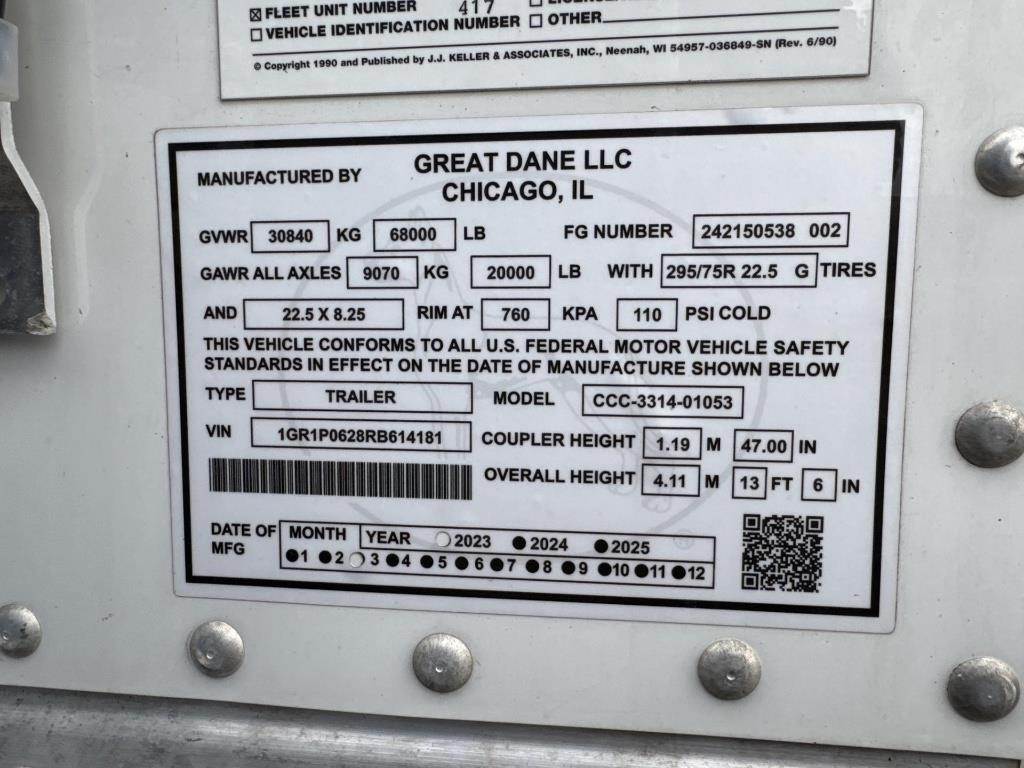 ☒ FLEET UNIT NUMBER 417
☐ VEHICLE IDENTIFICATION NUMBER ☐ OTHER
© Copyright 1990 and Published by J.J. KELLER & ASSOCIATES, INC., Neenah, WI 54957-0368 49-SN (Rev. 6/90)
MANUFACTURED BY GREAT DANE LLC
CHICAGO, IL
GVWR 30840 KG 68000 LB FG NUMBER 242150538 002
GAWR ALL AXLES 9070 KG 20000 LB WITH 295/75R 22.5 G TIRES
AND 22.5 X 8.25 RIM AT 760 KPA 110 PSI COLD
THIS VEHICLE CONFORMS TO ALL U.S. FEDERAL MOTOR VEHICLE SAFETY
STANDARDS IN EFFECT ON THE DATE OF MANUFACTURE SHOWN BELOW
TYPE TRAILER MODEL CCC-3314-01053
VIN 1GR1P0628RB614181 COUPLER HEIGHT 1.19 M 47.00 IN
OVERALL HEIGHT 4.11 M 13 FT 6 IN
DATE OF MFG
MONTH YEAR ○2023 ●2024 ●2025
●1 ●2 ○3 ●4 ●5 ●6 ●7 ●8 ●9 ●10 ●11 ●12